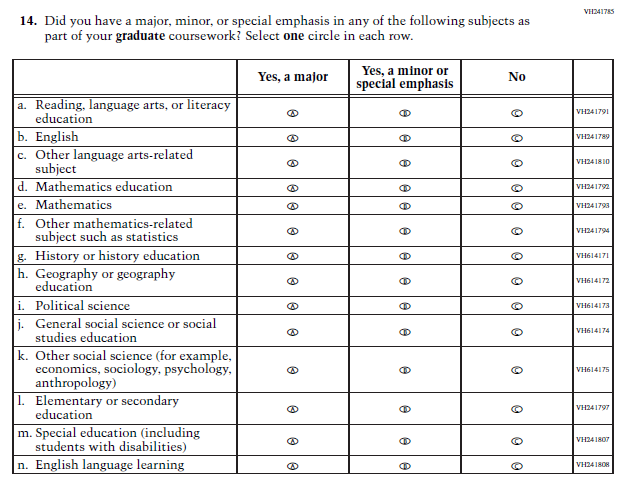 VH241785
14. Did you have a major, minor, or special emphasis in any of the following subjects as
part of your graduate coursework? Select one circle in each row.
Yes, a major
Yes, a minor or
special emphasis
No
a. Reading, language arts, or literacy
education
A B C VH241791
b. English A B C VH241789
c. Other language arts-related
subject
A B C VH241810
d. Mathematics education A B C VH241792
e. Mathematics A B C VH241793
f. Other mathematics-related
subject such as statistics
A B C VH241794
g. History or history education A B C VH614171
h. Geography or geography
education
A B C VH614172
i. Political science A B C VH614173
j. General social science or social
studies education
A B C VH614174
k. Other social science (for example,
economics, sociology, psychology,
anthropology)
A B C VH614175
l. Elementary or secondary
education
A B C VH241797
m. Special education (including
students with disabilities)
A B C VH241807
n. English language learning A B C VH241808